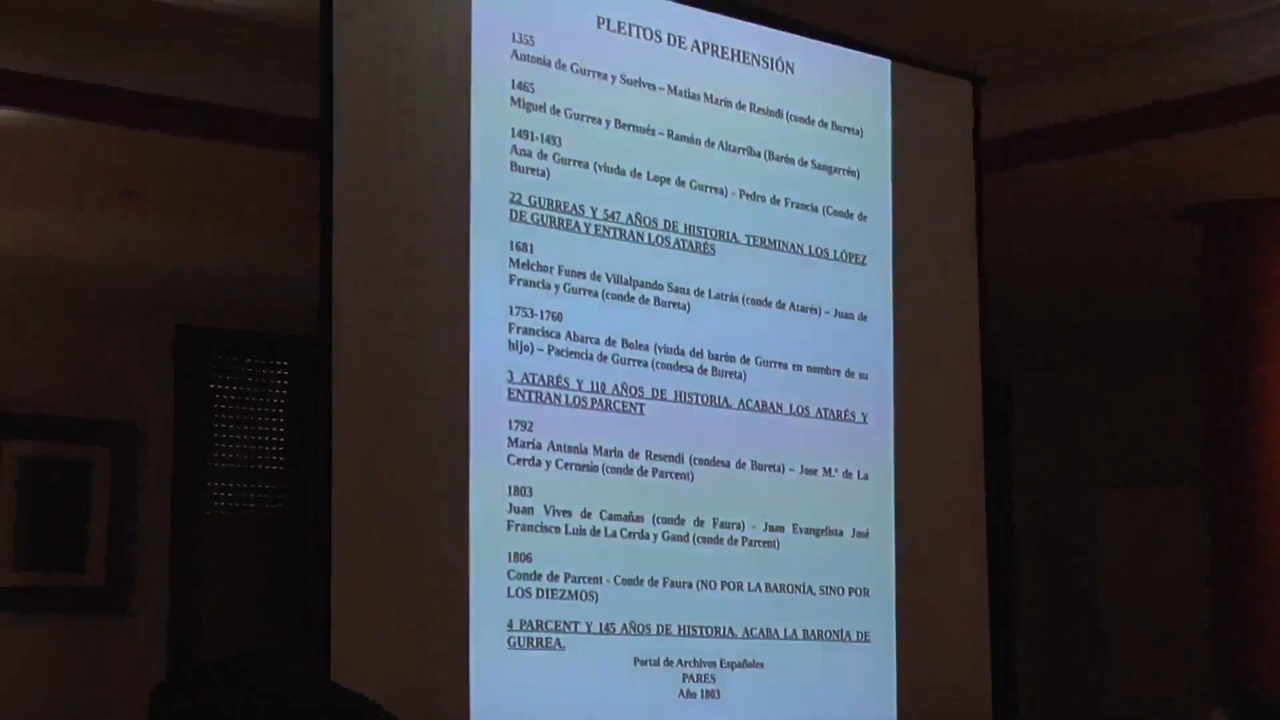 PLEITOS DE APREHENSIÓN
1355
Antonia de Gurrea y Suelves – Matias Marín de Resindi (conde de Bureta)
1465
Miguel de Gurrea y Bernuéz – Ramón de Altarriba (Barón de Sangarrén)
1491-1493
Ana de Gurrea (viuda de Lope de Gurrea) - Pedro de Francia (Conde de
Bureta)
22 GURREAS Y 547 AÑOS DE HISTORIA. TERMINAN LOS LÓPEZ
DE GURREA Y ENTRAN LOS ATARÉS
1681
Melchor Funes de Villalpando Sanz de Latrás (conde de Atarés) – Juan de
Francia y Gurrea (conde de Bureta)
1753-1760
Francisca Abarca de Bolea (viuda del barón de Gurrea en nombre de su
hijo) – Paciencia de Gurrea (condesa de Bureta)
3 ATARÉS Y 110 AÑOS DE HISTORIA. ACABAN LOS ATARÉS Y
ENTRAN LOS PARCENT
1792
María Antonia Marin de Resendi (condesa de Bureta) – Jose M.ª de La
Cerda y Cernesio (conde de Parcent)
1803
Juan Vives de Camañas (conde de Faura) - Juan Evangelista José
Francisco Luis de La Cerda y Gand (conde de Parcent)
1806
Conde de Parcent - Conde de Faura (NO POR LA BARONÍA, SINO POR
LOS DIEZMOS)
4 PARCENT Y 145 AÑOS DE HISTORIA. ACABA LA BARONÍA DE
GURREA.
Portal de Archivos Españoles
PARES
Año 1803